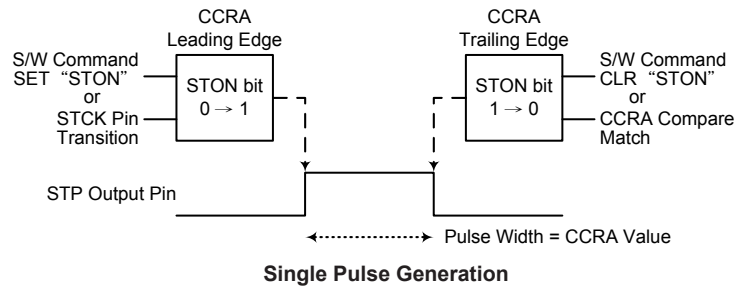 CCRA
Leading Edge
CCRA
Trailing Edge
S/W Command
SET “STON”
or
STCK Pin
Transition
STON bit
0 → 1
STON bit
1 → 0
S/W Command
CLR “STON”
or
CCRA Compare
Match
STP Output Pin
Pulse Width = CCRA Value
Single Pulse Generation